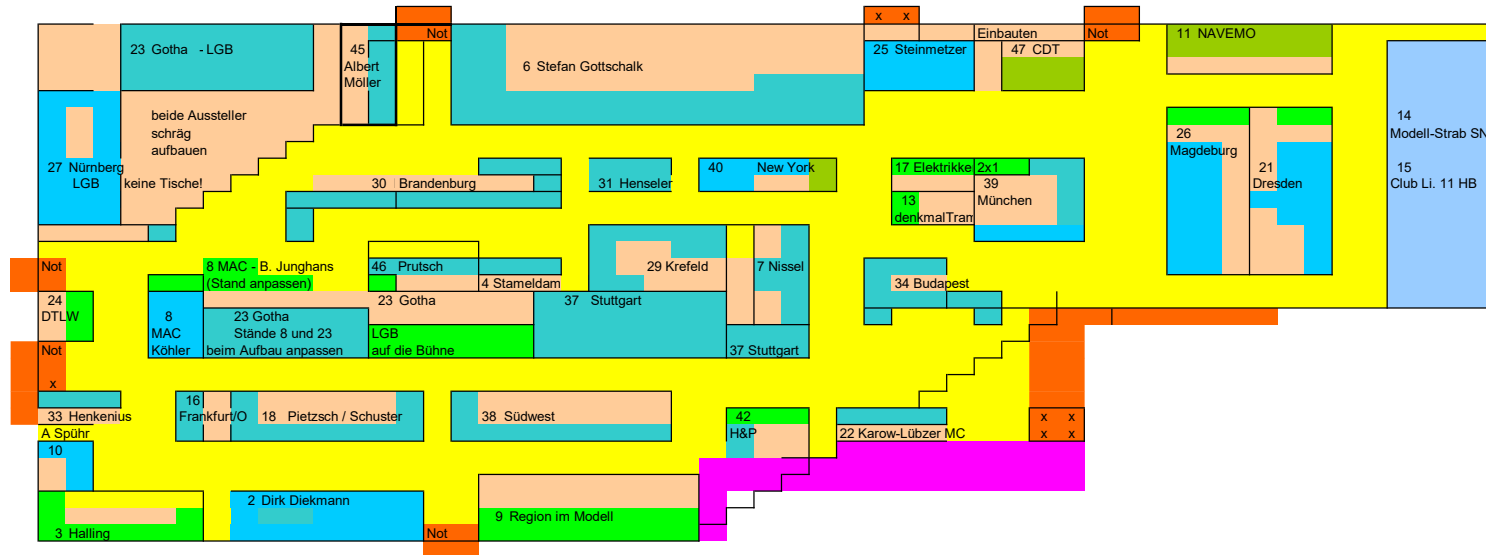 x x
23 Gotha - LGB
45
Albert
Möller
Not
6 Stefan Gottschalk
25 Steinmetzer
Einbauten
47 CDT
Not
11 NAVEMO
beide Aussteller
schräg
aufbauen
27 Nürnberg
LGB
keine Tische!
30 Brandenburg
31 Henseler
40 New York
17 Elektrikke
2x1
39
München
13
denkmalTram
26
Magdeburg
21
Dresden
14
Modell-Strab SN
15
Club Li. 11 HB
Not
8 MAC - B. Junghans
(Stand anpassen)
46 Prutsch
4 Stameldam
29 Krefeld
7 Nissel
34 Budapest
24
DTLW
8
MAC
Köhler
23 Gotha
23 Gotha
Stände 8 und 23
beim Aufbau anpassen
LGB
auf die Bühne
37 Stuttgart
37 Stuttgart
Not
x
33 Henkenius
A Spühr
16
Frankfurt/O
18 Pietzsch / Schuster
38 Südwest
42
H&P
22 Karow-Lübzer MC
x x
x x
10
2 Dirk Diekmann
3 Halling
Not
9 Region im Modell